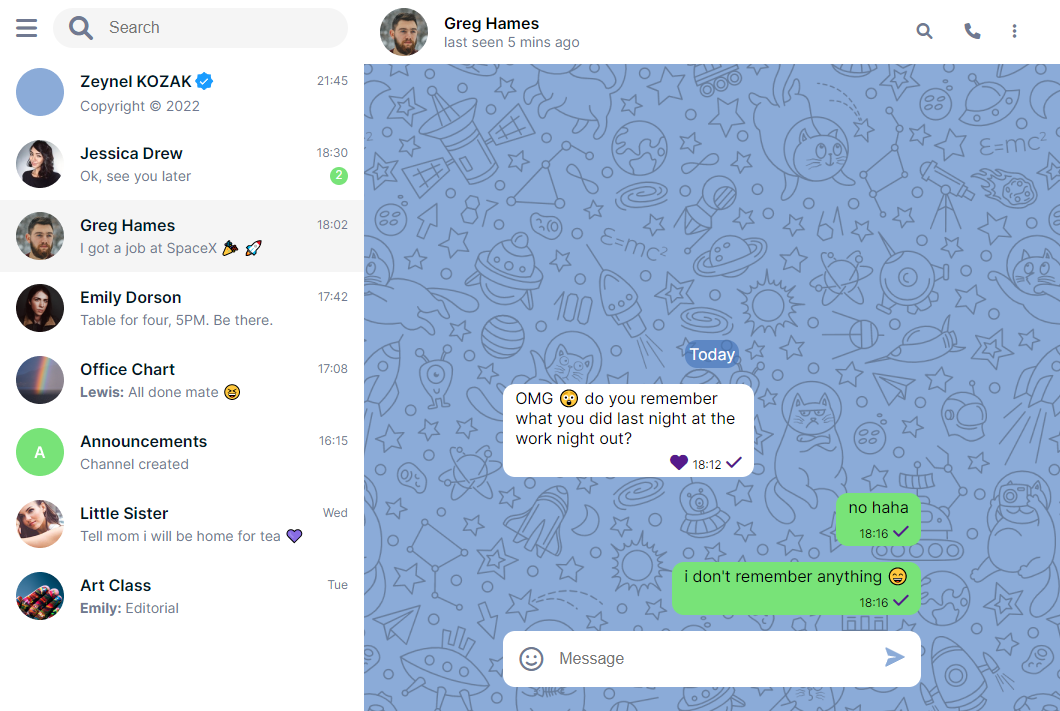 Search
Zeynel KOZAK
21:45
Copyright © 2022
Jessica Drew
18:30
Ok, see you later
2
Greg Hames
18:02
I got a job at SpaceX 🎉 🚀
Emily Dorson
17:42
Table for four, 5PM. Be there.
Office Chart
17:08
Lewis: All done mate 😆
A
Announcements
16:15
Channel created
Little Sister
Wed
Tell mom i will be home for tea 💜
Art Class
Tue
Emily: Editorial
Greg Hames
last seen 5 mins ago
E=mc²
E=mc²
Today
OMG 😲 do you remember
what you did last night at the
work night out?
18:12
no haha
18:16
i don't remember anything 😄
18:16
Message